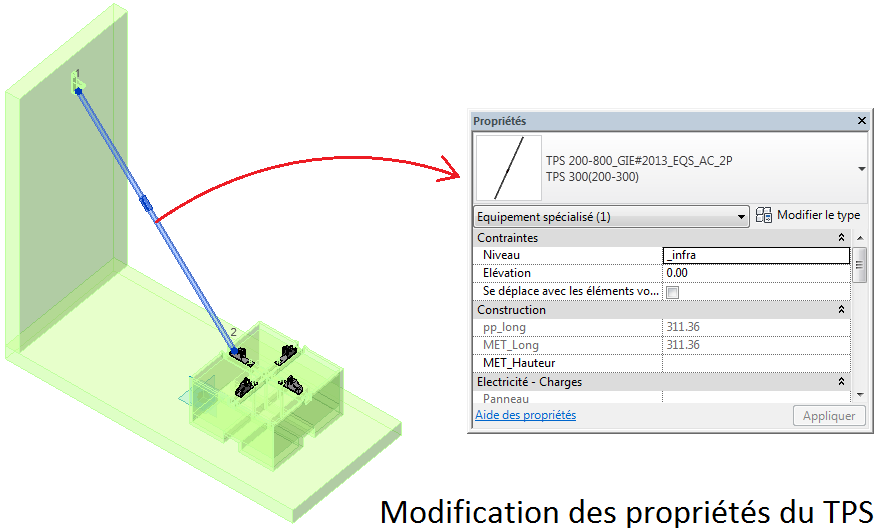 1
2
Propriétés
TPS 200-800_GIE#2013_EQS_AC_2P
TPS 300(200-300)
Equipement spécialisé (1)
Modifier le type
Contraintes
Niveau _infra
Elévation 0.00
Se déplace avec les éléments vo...
Construction
pp_long 311.36
MET_Long 311.36
MET_Hauteur
Electricité - Charges
Panneau
Aide des propriétés
Appliquer
Modification des propriétés du TPS